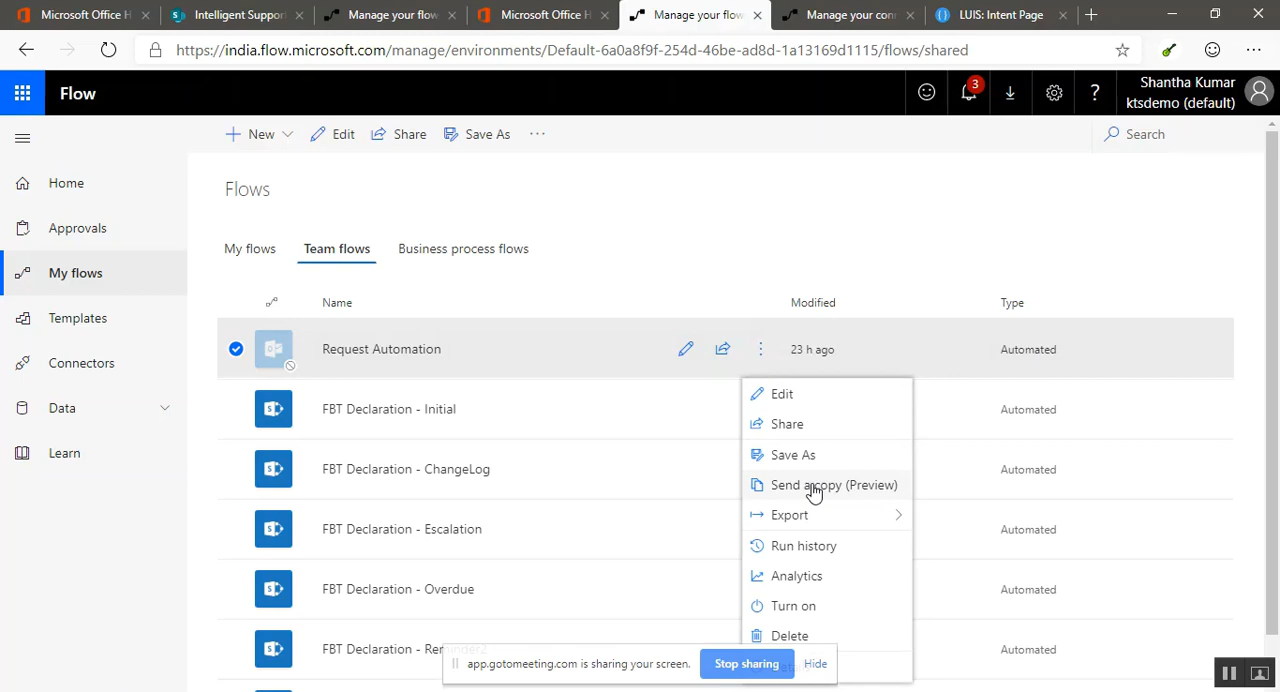 Microsoft Office H
Intelligent Suppor
Manage your flow
Microsoft Office H
Manage your flow
Manage your con
LUIS: Intent Page
https://india.flow.microsoft.com/manage/environments/Default-6a0a8f9f-254d-46be-ad8d-1a13169d1115/flows/shared
Flow
3
?
Shantha Kumar
ktsdemo (default)
New
Edit
Share
Save As
Search
Home
Approvals
My flows
Templates
Connectors
Data
Learn
Flows
My flows
Team flows
Business process flows
Name
Modified
Type
Request Automation
23 h ago
Automated
FBT Declaration - Initial
Automated
FBT Declaration - ChangeLog
Automated
FBT Declaration - Escalation
Automated
FBT Declaration - Overdue
Automated
FBT Declaration - Reminder2
Automated
Edit
Share
Save As
Send a copy (Preview)
Export
Run history
Analytics
Turn on
Delete
app.gotomeeting.com is sharing your screen.
Stop sharing
Hide